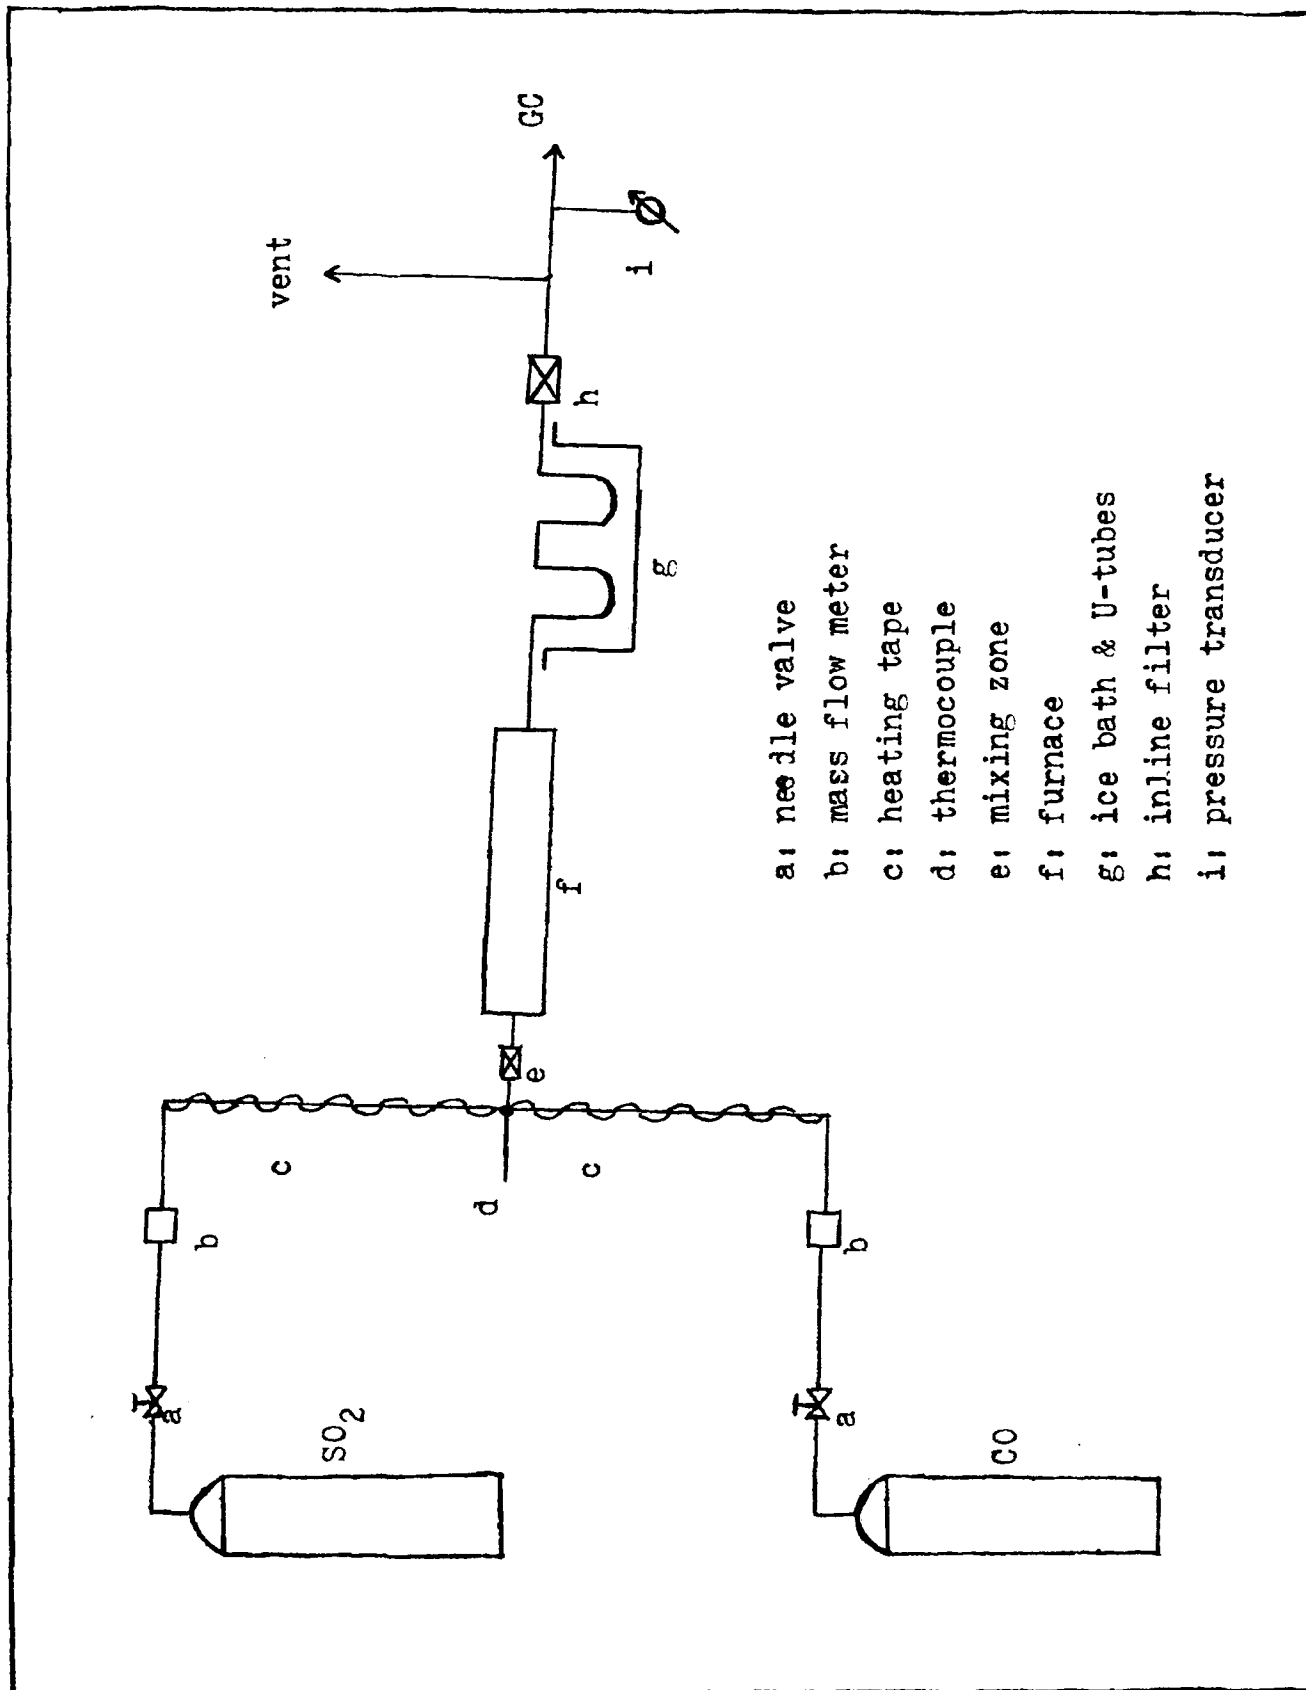 vent
GC
i
h
g
f
e
c
c
d
b
b
a
a
SO2
CO
a: needle valve
b: mass flow meter
c: heating tape
d: thermocouple
e: mixing zone
f: furnace
g: ice bath & U-tubes
h: inline filter
i: pressure transducer